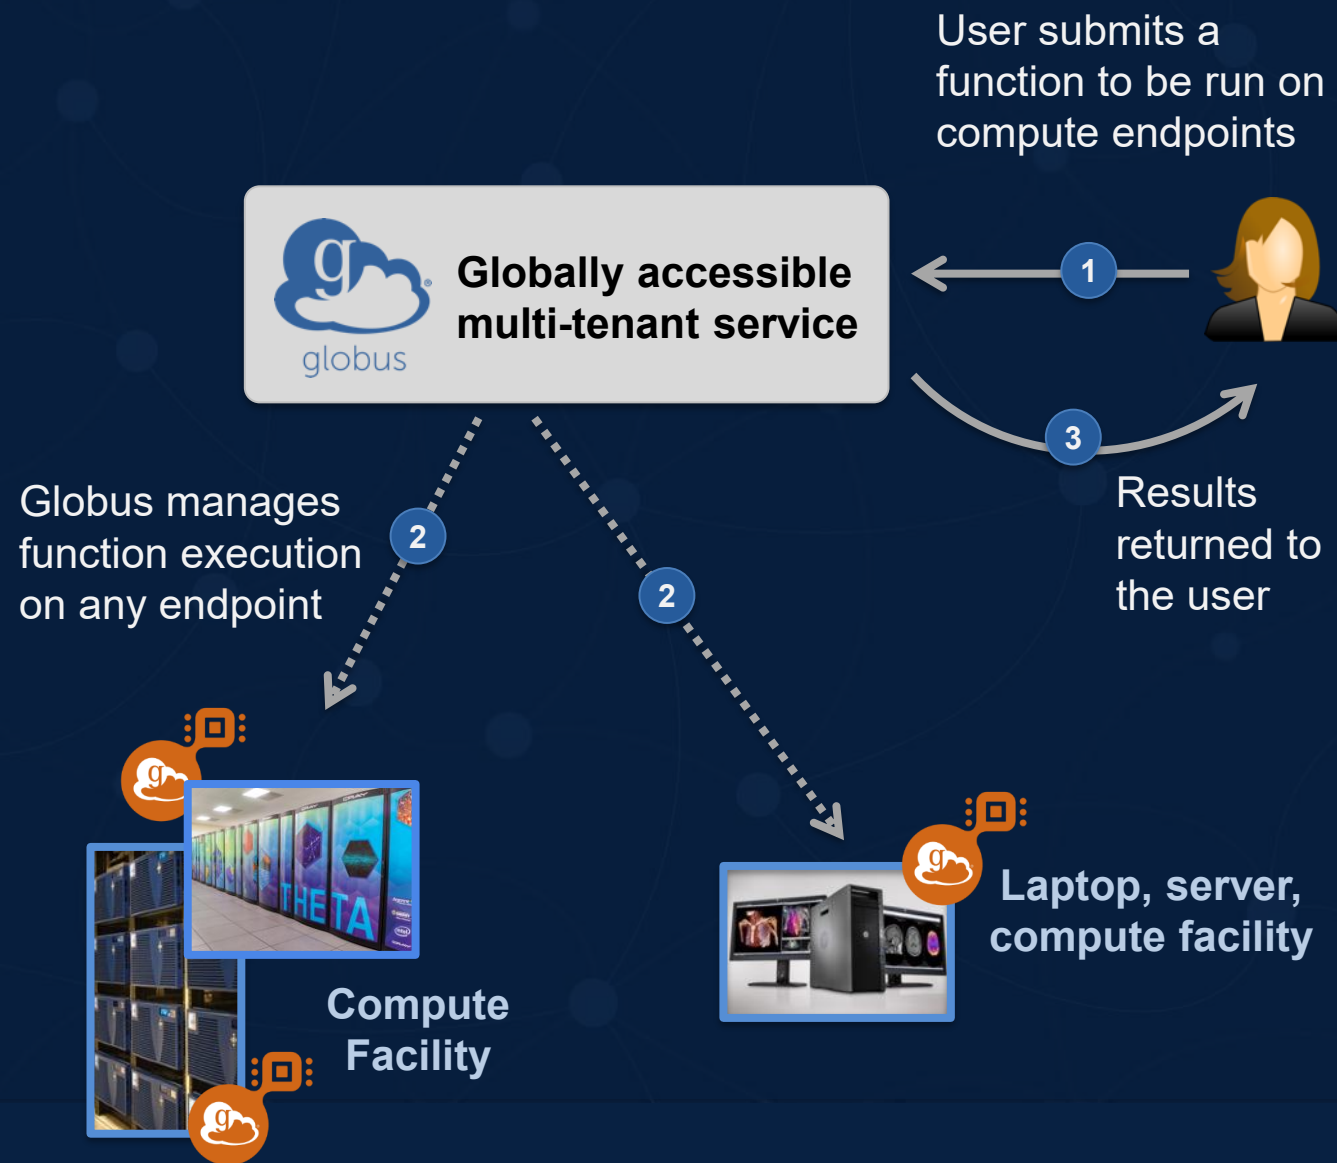 User submits a
function to be run on
compute endpoints
g
globus
®
Globally accessible
multi-tenant service
1
3
Results
returned to
the user
Globus manages
function execution
on any endpoint
2
2
g
THETA
g
Laptop, server,
compute facility
Compute
Facility
g